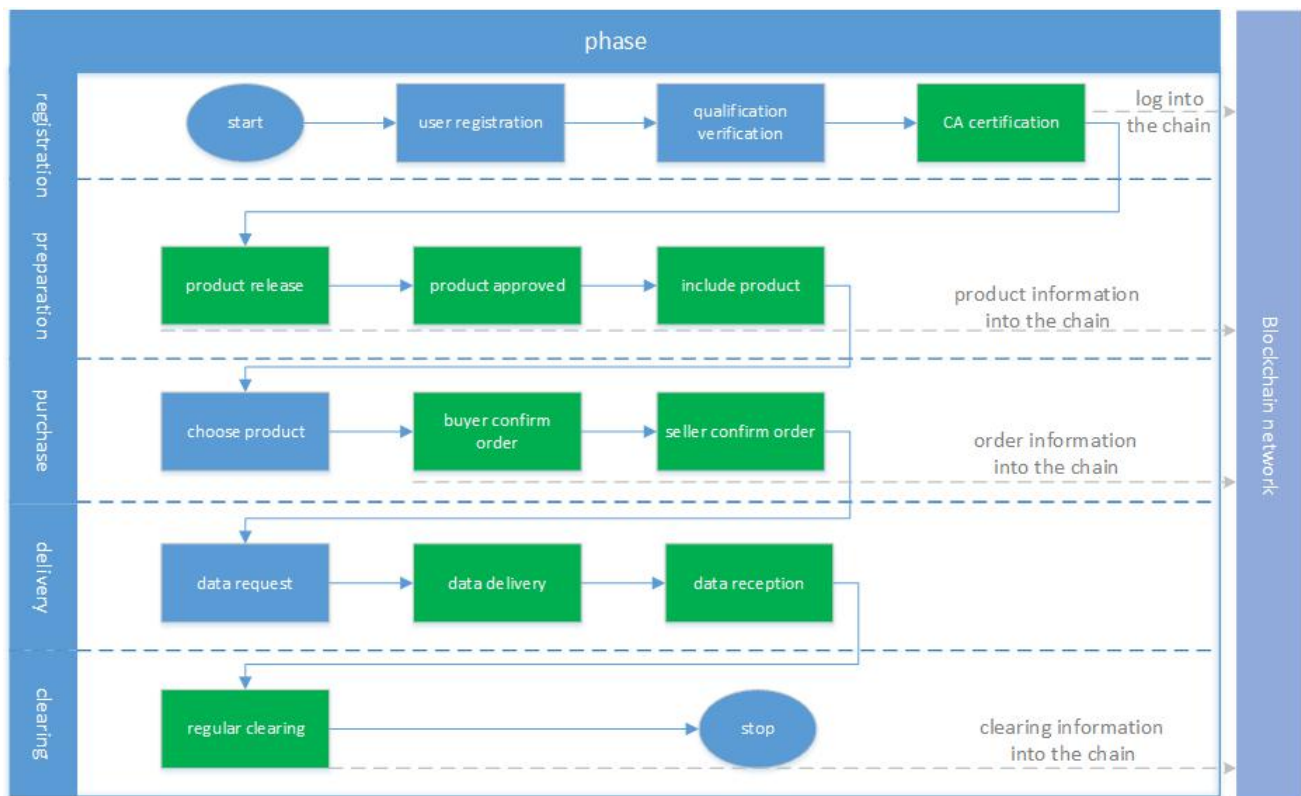 phase
registration
start
user registration
qualification
verification
CA certification
log into
the chain
preparation
product release
product approved
include product
product information
into the chain
purchase
choose product
buyer confirm
order
seller confirm order
order information
into the chain
delivery
data request
data delivery
data reception
clearing
regular clearing
stop
clearing information
into the chain
Blockchain network